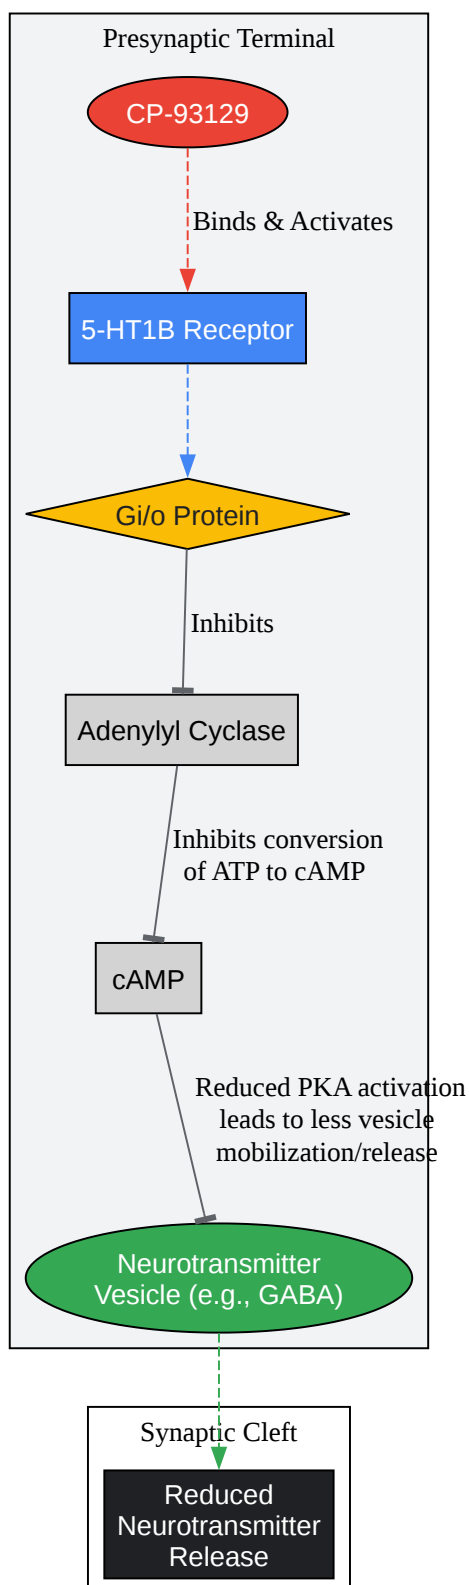 Presynaptic Terminal
CP-93129
Binds & Activates
5-HT1B Receptor
Gi/o Protein
Inhibits
Adenylyl Cyclase
Inhibits conversion
of ATP to cAMP
cAMP
Reduced PKA activation
leads to less vesicle
mobilization/release
Neurotransmitter
Vesicle (e.g., GABA)
Synaptic Cleft
Reduced
Neurotransmitter
Release